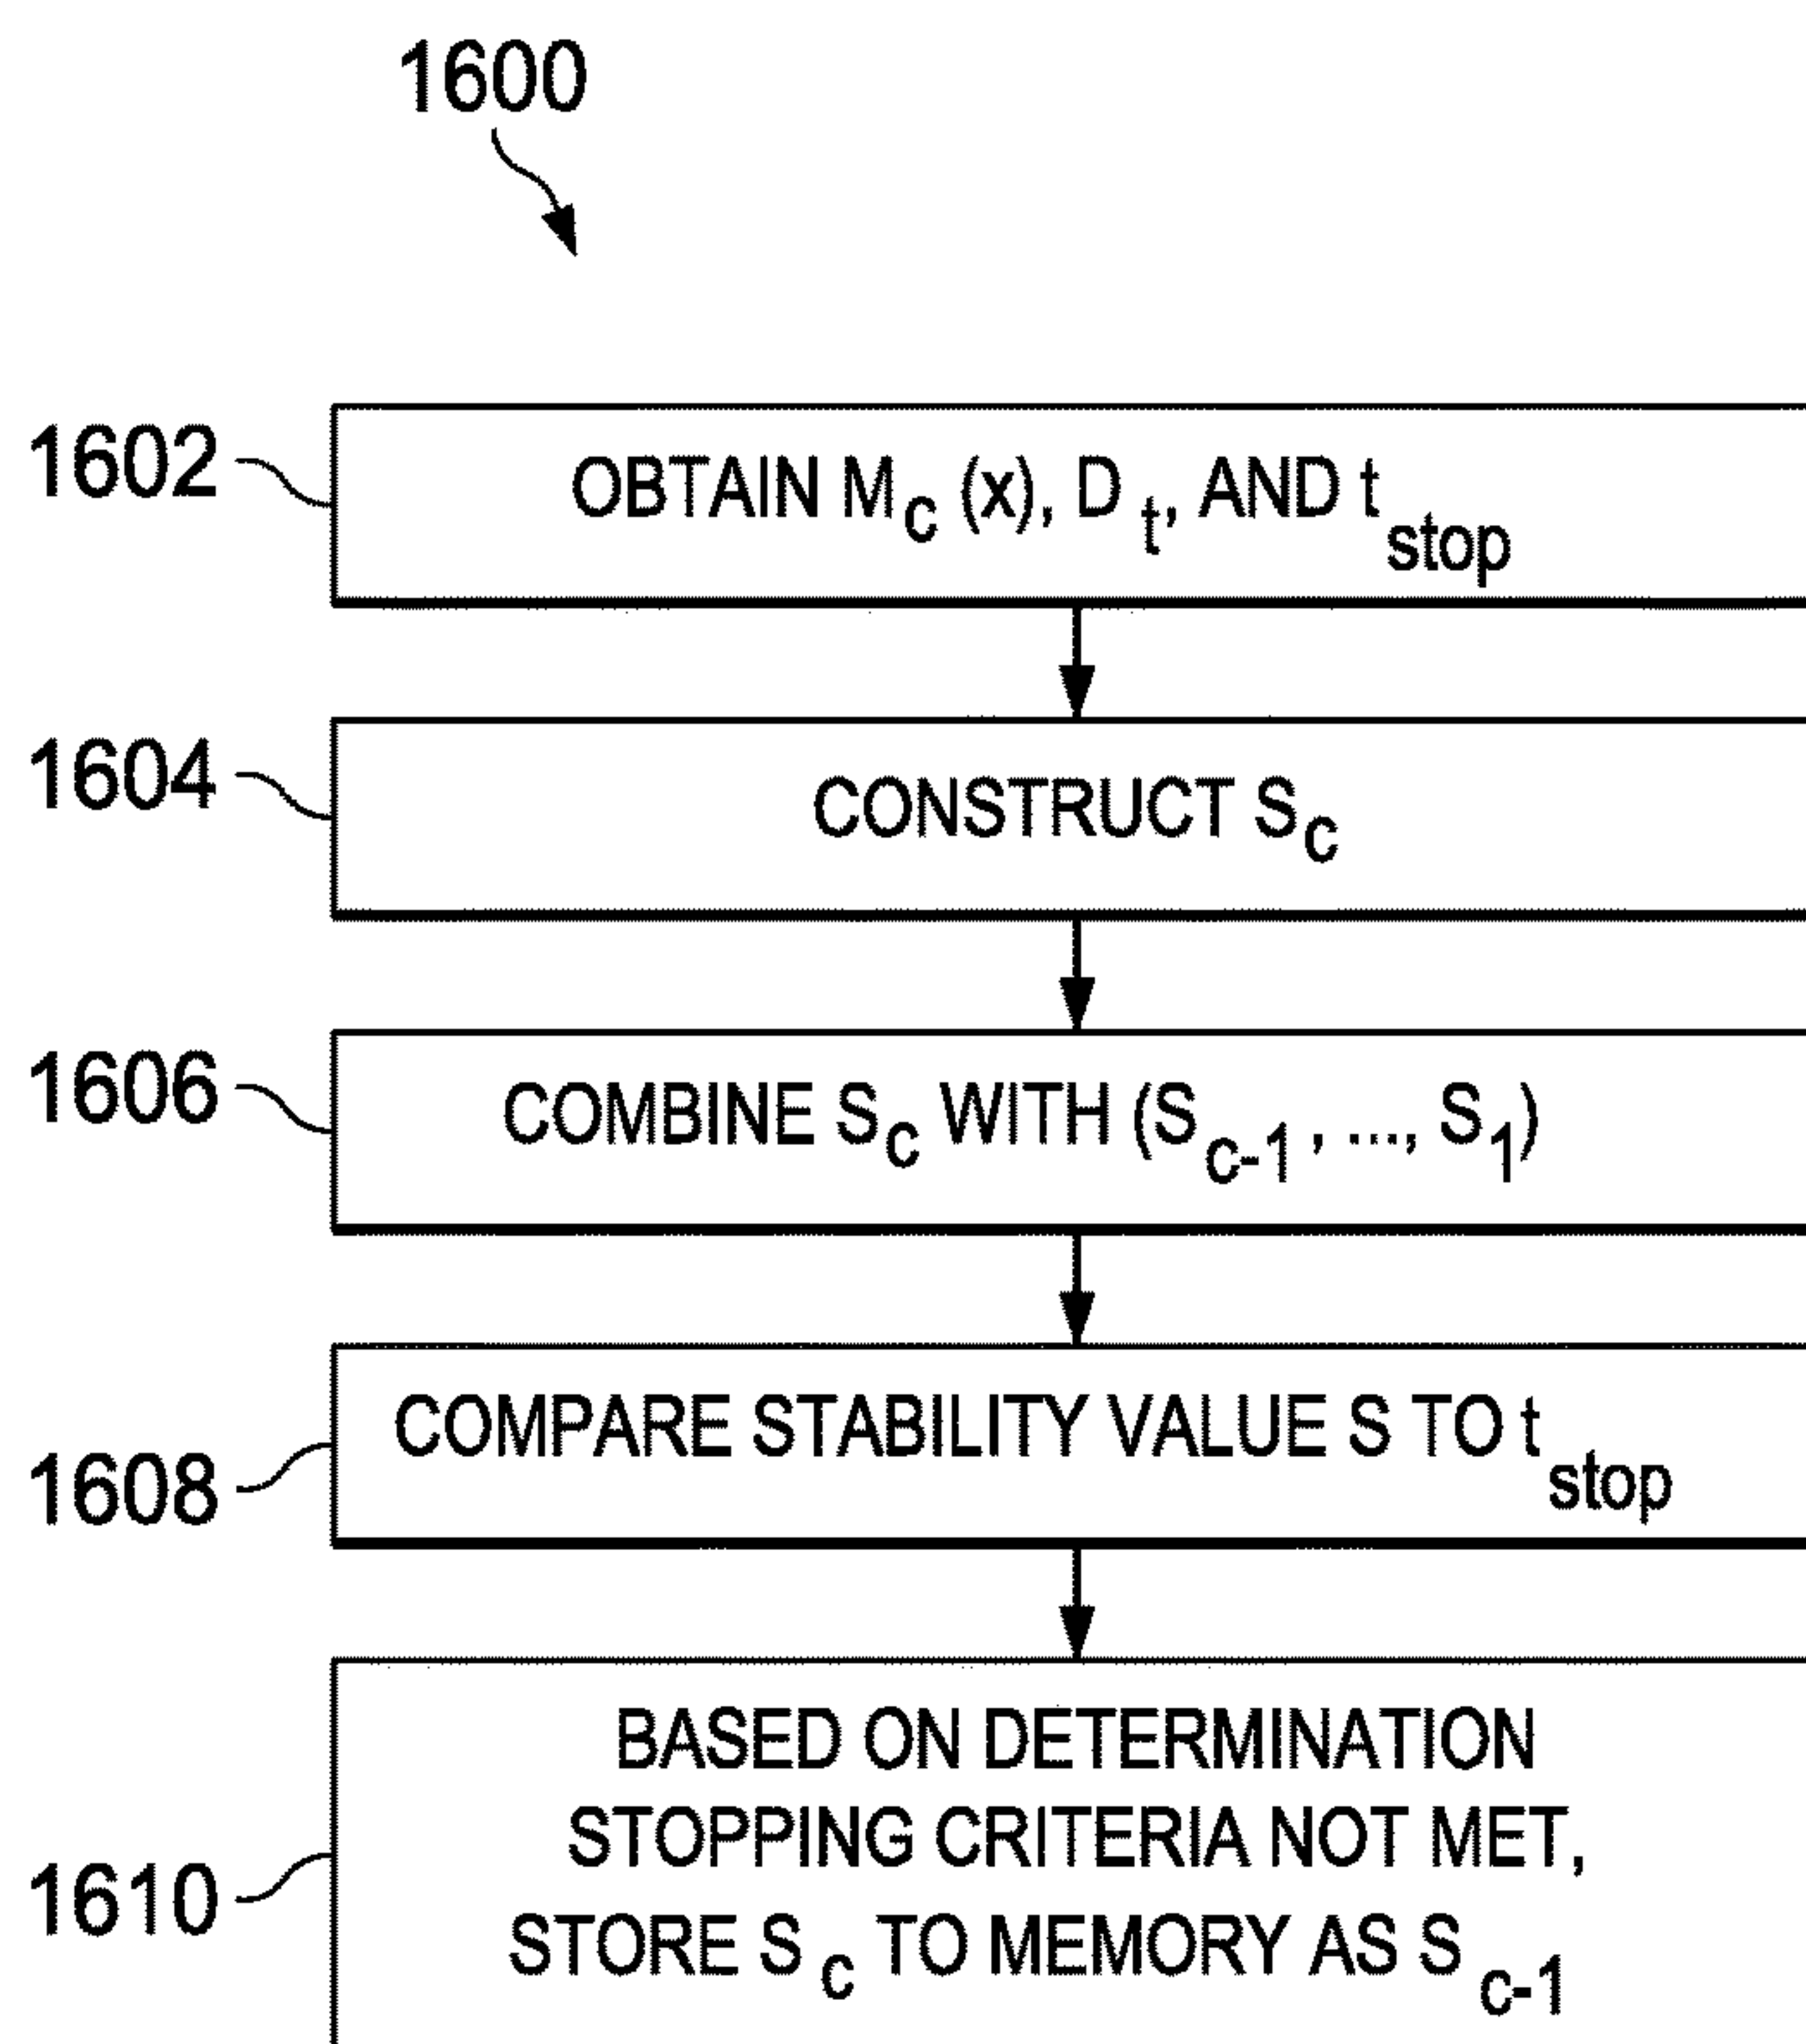 1600
1602
OBTAIN Mc (x), Dt, AND tstop
1604
CONSTRUCT Sc
1606
COMBINE Sc WITH (Sc-1 , ..., S1)
1608
COMPARE STABILITY VALUE S TO tstop
1610
BASED ON DETERMINATION
STOPPING CRITERIA NOT MET,
STORE Sc TO MEMORY AS Sc-1